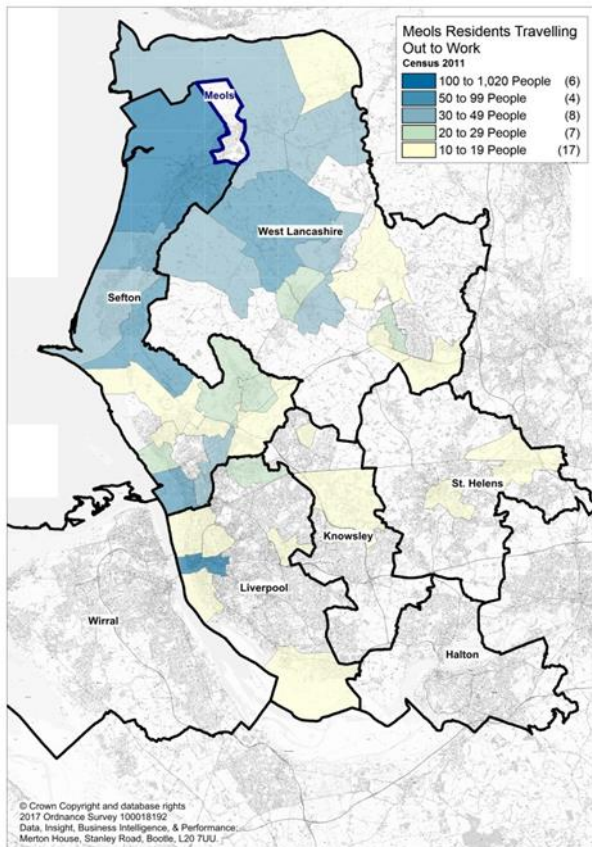 Meols Residents Travelling
Out to Work
Census 2011
100 to 1,020 People (6)
50 to 99 People (4)
30 to 49 People (8)
20 to 29 People (7)
10 to 19 People (17)
Meols
West Lancashire
Sefton
St. Helens
Knowsley
Liverpool
Wirral
Halton
© Crown Copyright and database rights
2017 Ordnance Survey 100018192
Data, Insight, Business Intelligence, & Performance:
Merton House, Stanley Road, Bootle, L20 7UU.